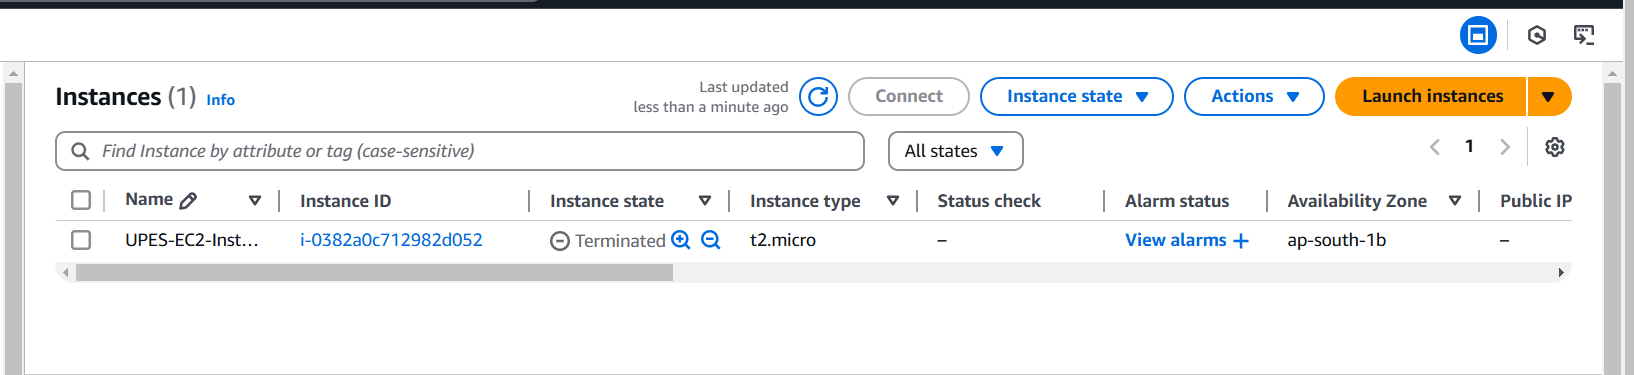 Instances (1) Info
Last updated
less than a minute ago
Connect
Instance state
Actions
Launch instances
Find Instance by attribute or tag (case-sensitive)
All states
1
Name Instance ID Instance state Instance type Status check Alarm status Availability Zone Public IP
UPES-EC2-Inst... i-0382a0c712982d052 Terminated t2.micro – View alarms + ap-south-1b –